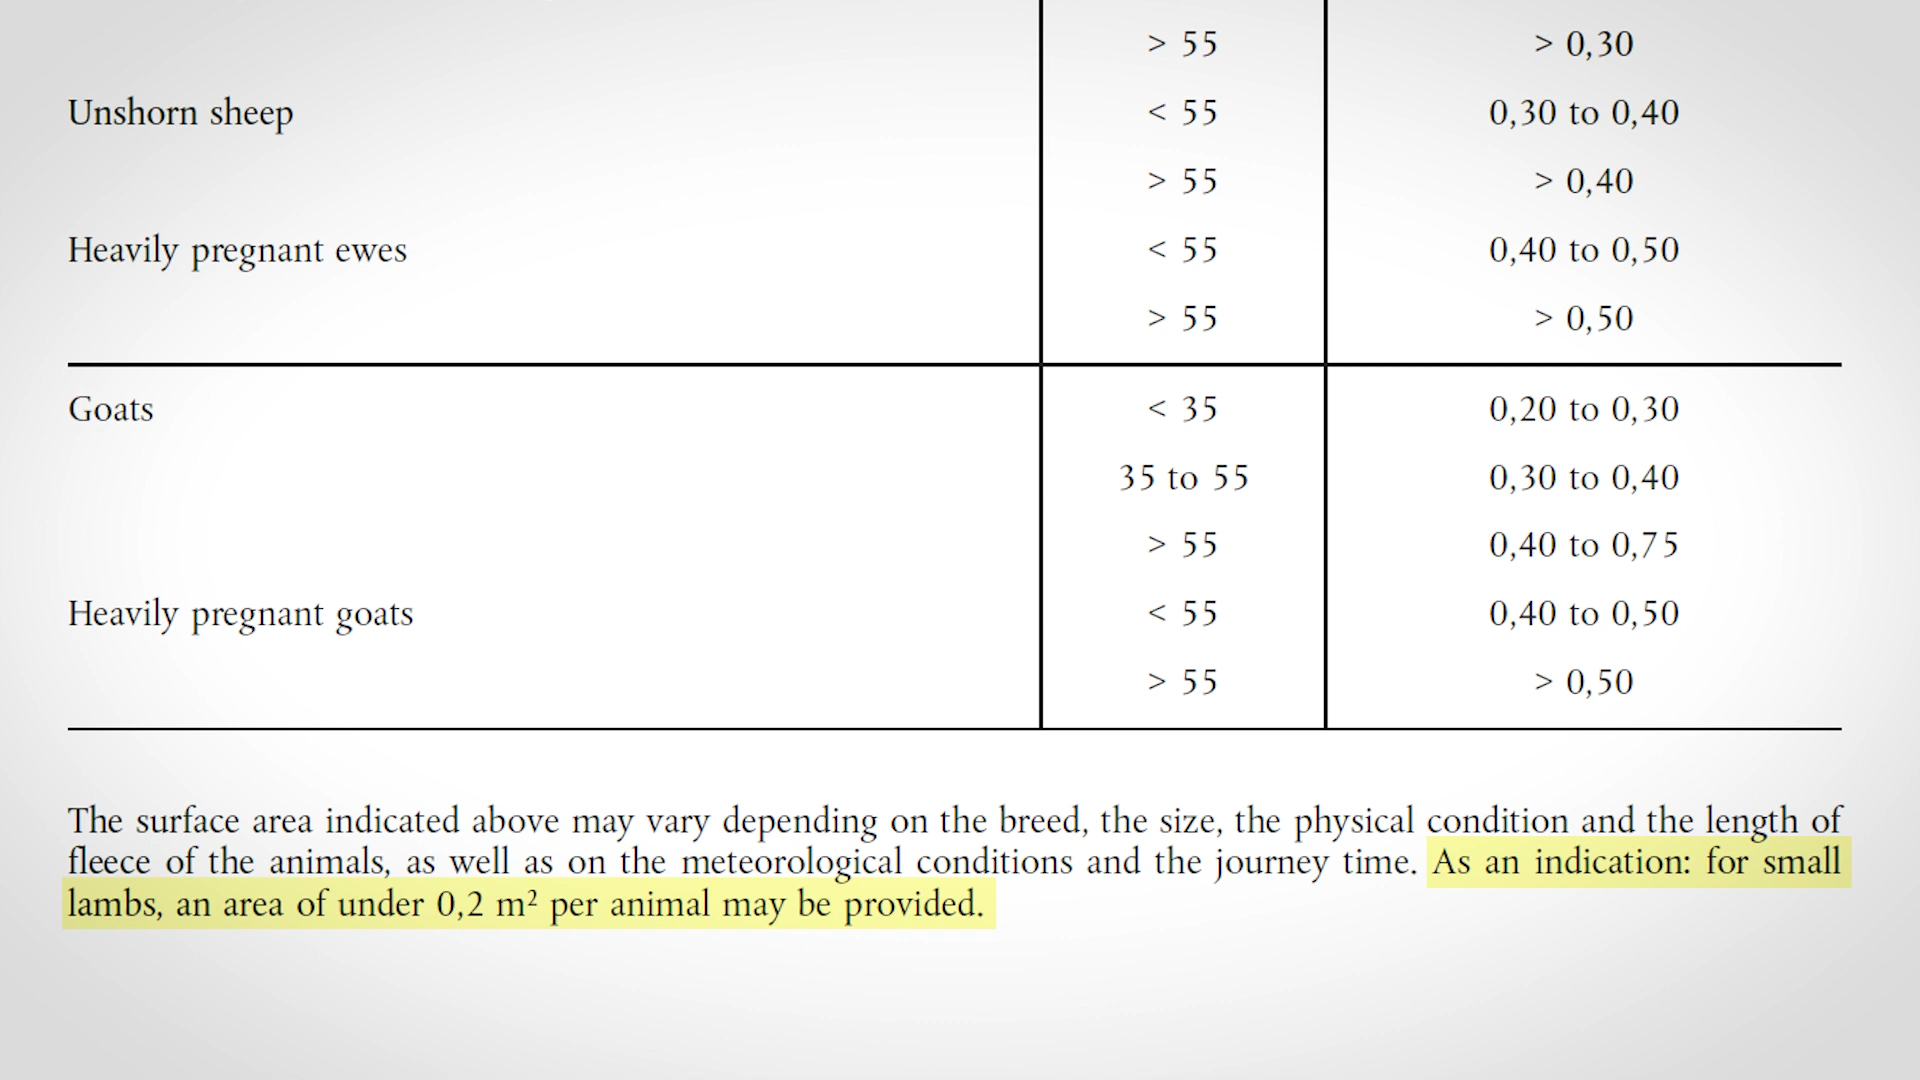 > 55 > 0,30
Unshorn sheep < 55 0,30 to 0,40
> 55 > 0,40
Heavily pregnant ewes < 55 0,40 to 0,50
> 55 > 0,50
Goats < 35 0,20 to 0,30
35 to 55 0,30 to 0,40
> 55 0,40 to 0,75
Heavily pregnant goats < 55 0,40 to 0,50
> 55 > 0,50
The surface area indicated above may vary depending on the breed, the size, the physical condition and the length of
fleece of the animals, as well as on the meteorological conditions and the journey time. As an indication: for small
lambs, an area of under 0,2 m² per animal may be provided.